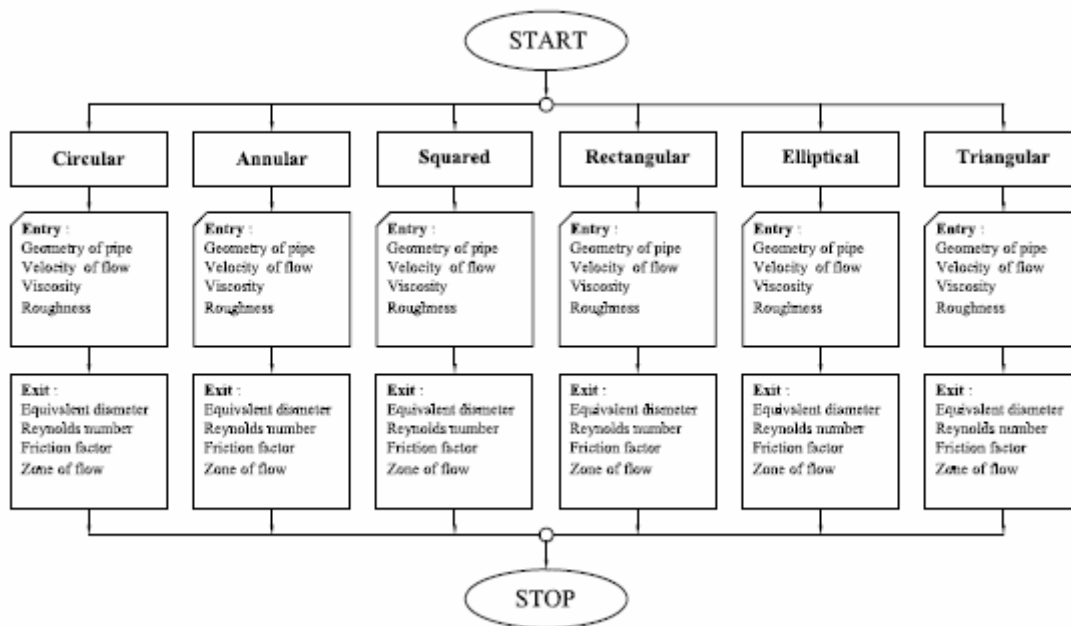 START
Circular
Annular
Squared
Rectangular
Elliptical
Triangular
Entry :
Geometry of pipe
Velocity of flow
Viscosity
Roughness
Entry :
Geometry of pipe
Velocity of flow
Viscosity
Roughness
Entry :
Geometry of pipe
Velocity of flow
Viscosity
Roughness
Entry :
Geometry of pipe
Velocity of flow
Viscosity
Roughness
Entry :
Geometry of pipe
Velocity of flow
Viscosity
Roughness
Entry :
Geometry of pipe
Velocity of flow
Viscosity
Roughness
Exit :
Equivalent diameter
Reynolds number
Friction factor
Zone of flow
Exit :
Equivalent diameter
Reynolds number
Friction factor
Zone of flow
Exit :
Equivalent diameter
Reynolds number
Friction factor
Zone of flow
Exit :
Equivalent diameter
Reynolds number
Friction factor
Zone of flow
Exit :
Equivalent diameter
Reynolds number
Friction factor
Zone of flow
Exit :
Equivalent diameter
Reynolds number
Friction factor
Zone of flow
STOP